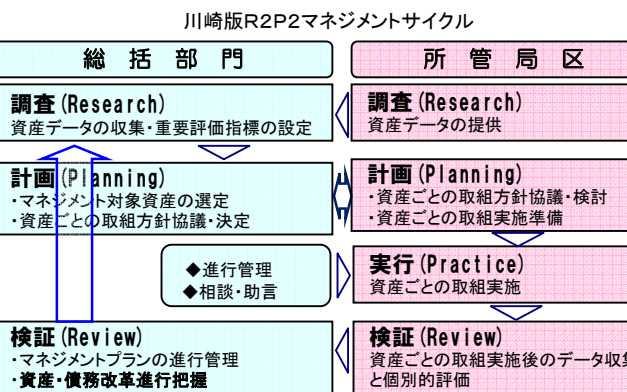 川崎版R2P2マネジメントサイクル
総括部門
所管局区
調査(Research)
資産データの収集・重要評価指標の設定
調査(Research)
資産データの提供
計画(Planning)
・マネジメント対象資産の選定
・資産ごとの取組方針協議・決定
計画(Planning)
・資産ごとの取組方針協議・検討
・資産ごとの取組実施準備
◆進行管理
◆相談・助言
実行(Practice)
資産ごとの取組実施
検証(Review)
・マネジメントプランの進行管理
・資産・債務改革進行把握
検証(Review)
資産ごとの取組実施後のデータ収集
と個別的評価